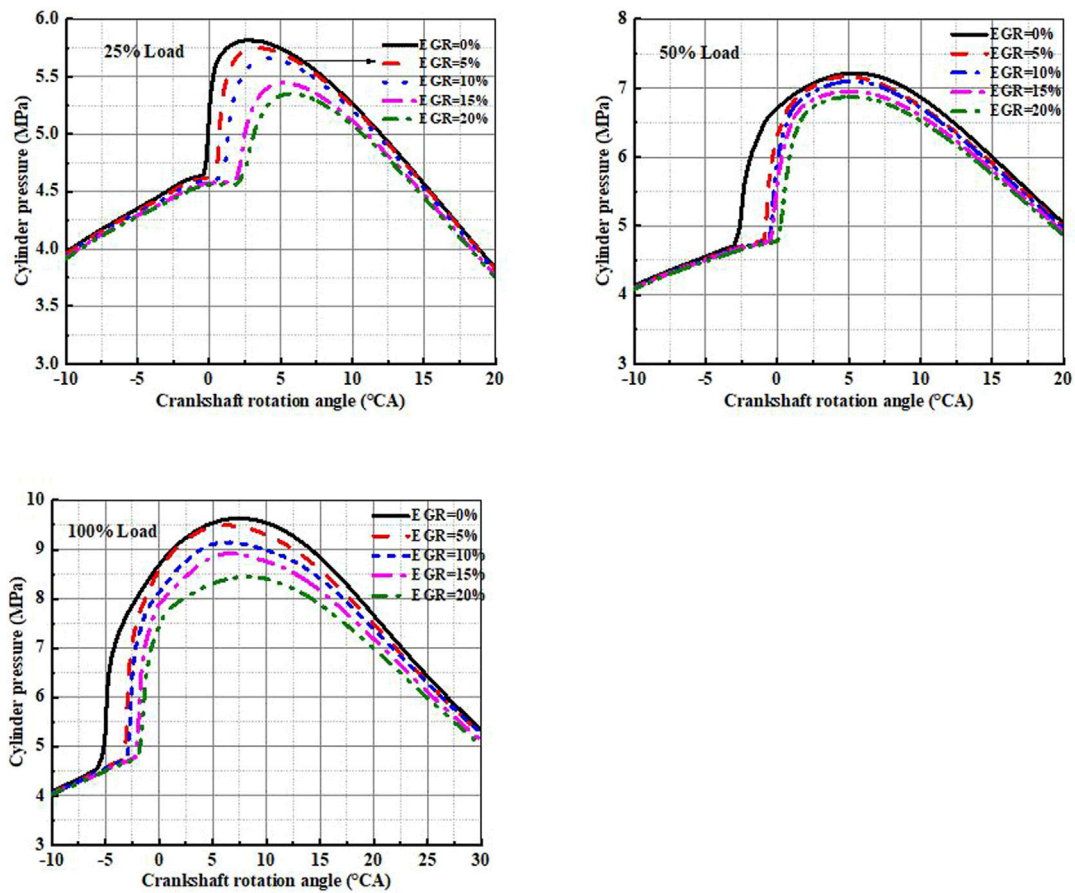 6.0
5.5
5.0
4.5
4.0
3.5
3.0
Cylinder pressure (MPa)
25% Load
EGR=0%
EGR=5%
EGR=10%
EGR=15%
EGR=20%
-10 -5 0 5 10 15 20
Crankshaft rotation angle (°CA)
8
7
6
5
4
3
Cylinder pressure (MPa)
50% Load
EGR=0%
EGR=5%
EGR=10%
EGR=15%
EGR=20%
-10 -5 0 5 10 15 20
Crankshaft rotation angle (°CA)
10
9
8
7
6
5
4
3
Cylinder pressure (MPa)
100% Load
EGR=0%
EGR=5%
EGR=10%
EGR=15%
EGR=20%
-10 -5 0 5 10 15 20 25 30
Crankshaft rotation angle (°CA)